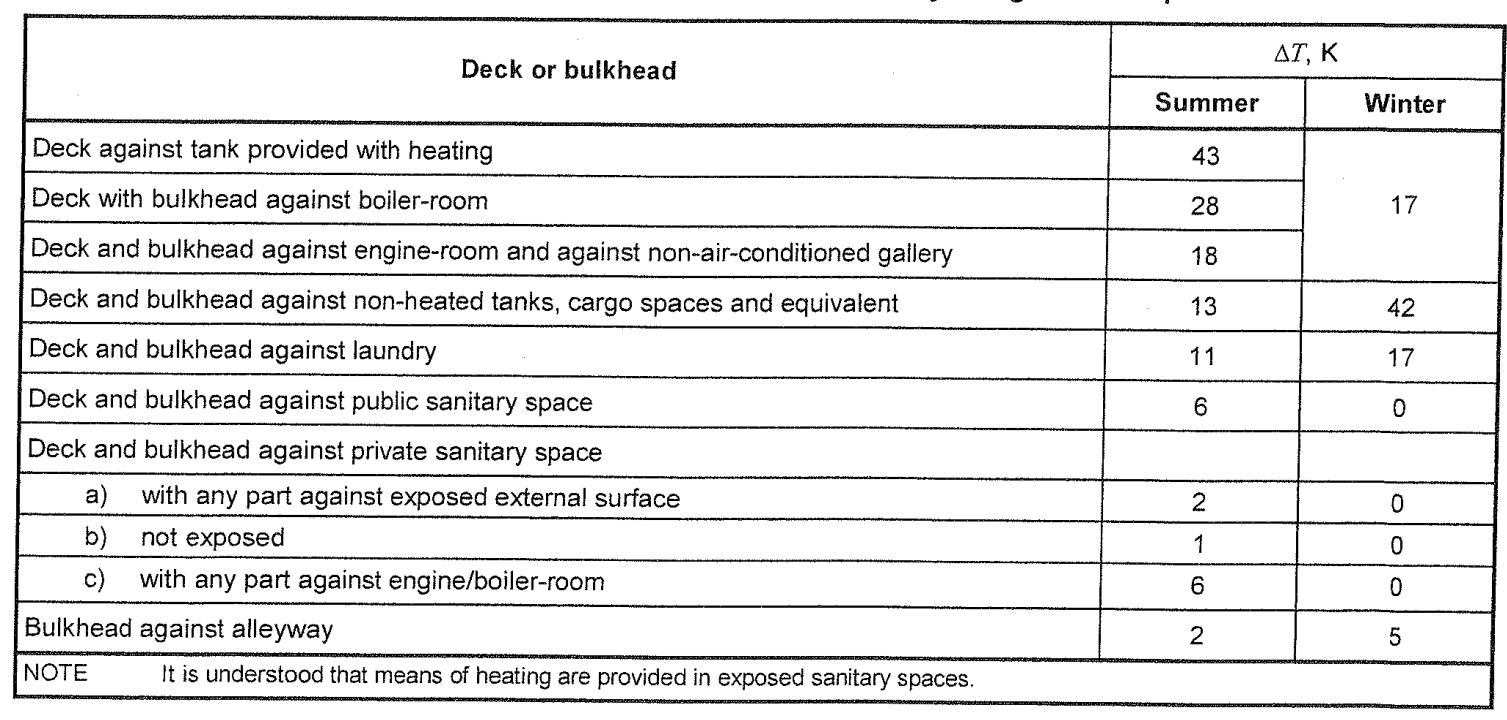 Deck or bulkhead ΔT, K
Summer Winter
Deck against tank provided with heating 43
Deck with bulkhead against boiler-room 28 17
Deck and bulkhead against engine-room and against non-air-conditioned gallery 18
Deck and bulkhead against non-heated tanks, cargo spaces and equivalent 13 42
Deck and bulkhead against laundry 11 17
Deck and bulkhead against public sanitary space 6 0
Deck and bulkhead against private sanitary space
a) with any part against exposed external surface 2 0
b) not exposed 1 0
c) with any part against engine/boiler-room 6 0
Bulkhead against alleyway 2 5
NOTE It is understood that means of heating are provided in exposed sanitary spaces.